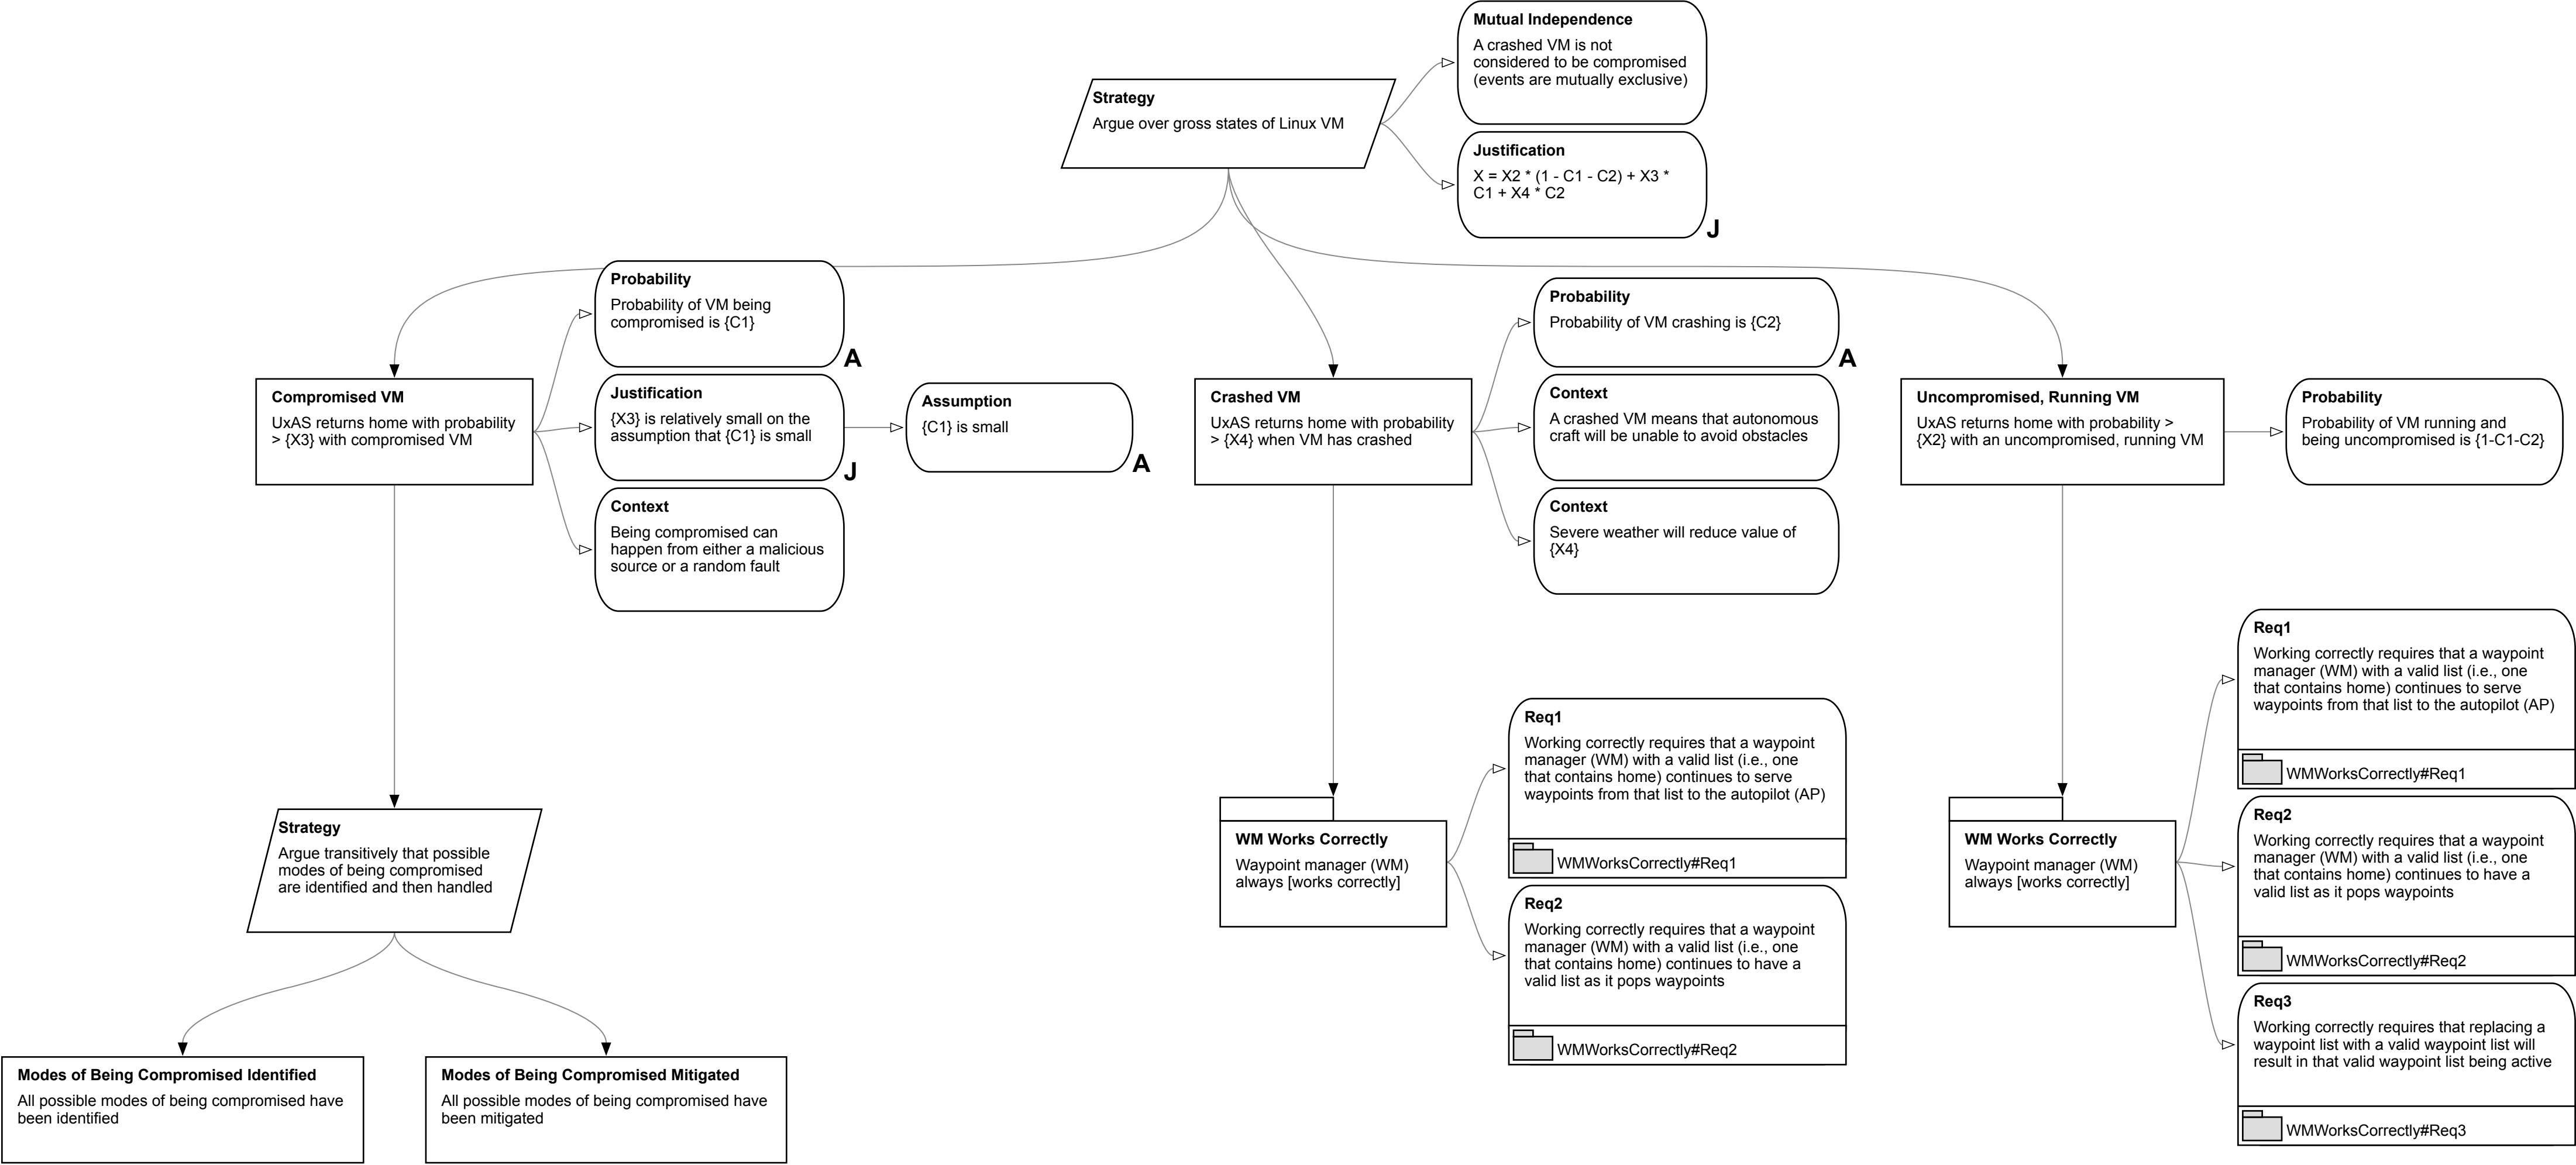 Mutual Independence
A crashed VM is not
considered to be compromised
(events are mutually exclusive)
Strategy
Argue over gross states of Linux VM
Justification
X = X2 * (1 - C1 - C2) + X3 *
C1 + X4 * C2
J
Probability
Probability of VM being
compromised is {C1}
A
Compromised VM
UxAS returns home with probability
> {X3} with compromised VM
Justification
{X3} is relatively small on the
assumption that {C1} is small
J
Assumption
{C1} is small
A
Context
Being compromised can
happen from either a malicious
source or a random fault
Probability
Probability of VM crashing is {C2}
A
Crashed VM
UxAS returns home with probability
> {X4} when VM has crashed
Context
A crashed VM means that autonomous
craft will be unable to avoid obstacles
Context
Severe weather will reduce value of
{X4}
Uncompromised, Running VM
UxAS returns home with probability >
{X2} with an uncompromised, running VM
Probability
Probability of VM running and
being uncompromised is {1-C1-C2}
Strategy
Argue transitively that possible
modes of being compromised
are identified and then handled
Modes of Being Compromised Identified
All possible modes of being compromised have
been identified
Modes of Being Compromised Mitigated
All possible modes of being compromised have
been mitigated
WM Works Correctly
Waypoint manager (WM)
always [works correctly]
Req1
Working correctly requires that a waypoint
manager (WM) with a valid list (i.e., one
that contains home) continues to serve
waypoints from that list to the autopilot (AP)
WMWorksCorrectly#Req1
Req2
Working correctly requires that a waypoint
manager (WM) with a valid list (i.e., one
that contains home) continues to have a
valid list as it pops waypoints
WMWorksCorrectly#Req2
WM Works Correctly
Waypoint manager (WM)
always [works correctly]
Req1
Working correctly requires that a waypoint
manager (WM) with a valid list (i.e., one
that contains home) continues to serve
waypoints from that list to the autopilot (AP)
WMWorksCorrectly#Req1
Req2
Working correctly requires that a waypoint
manager (WM) with a valid list (i.e., one
that contains home) continues to have a
valid list as it pops waypoints
WMWorksCorrectly#Req2
Req3
Working correctly requires that replacing a
waypoint list with a valid waypoint list will
result in that valid waypoint list being active
WMWorksCorrectly#Req3